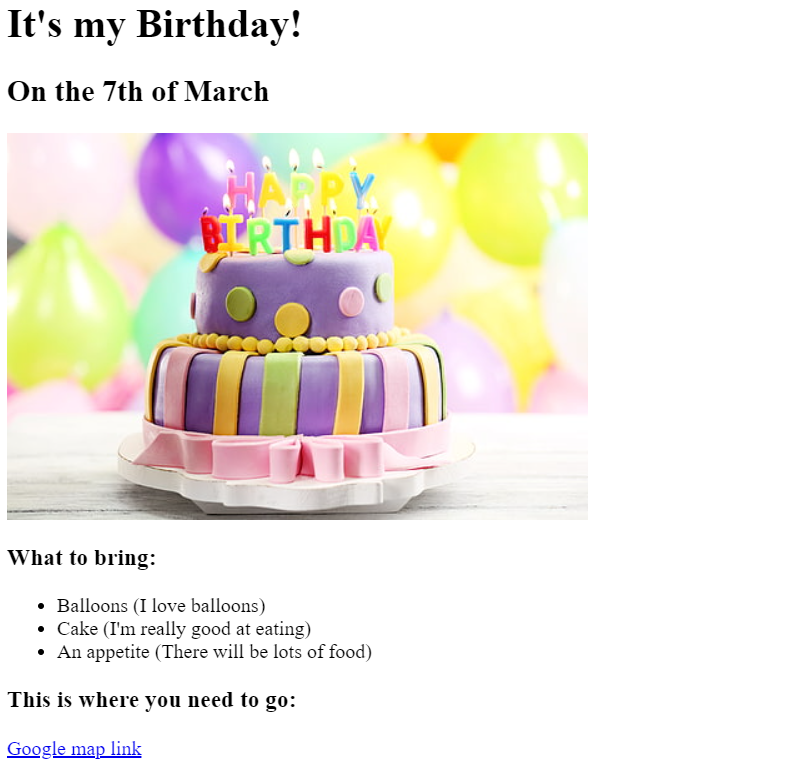 It's my Birthday!
On the 7th of March
HAPPY
BIRTHDAY
What to bring:
Balloons (I love balloons)
Cake (I'm really good at eating)
An appetite (There will be lots of food)
This is where you need to go:
Google map link